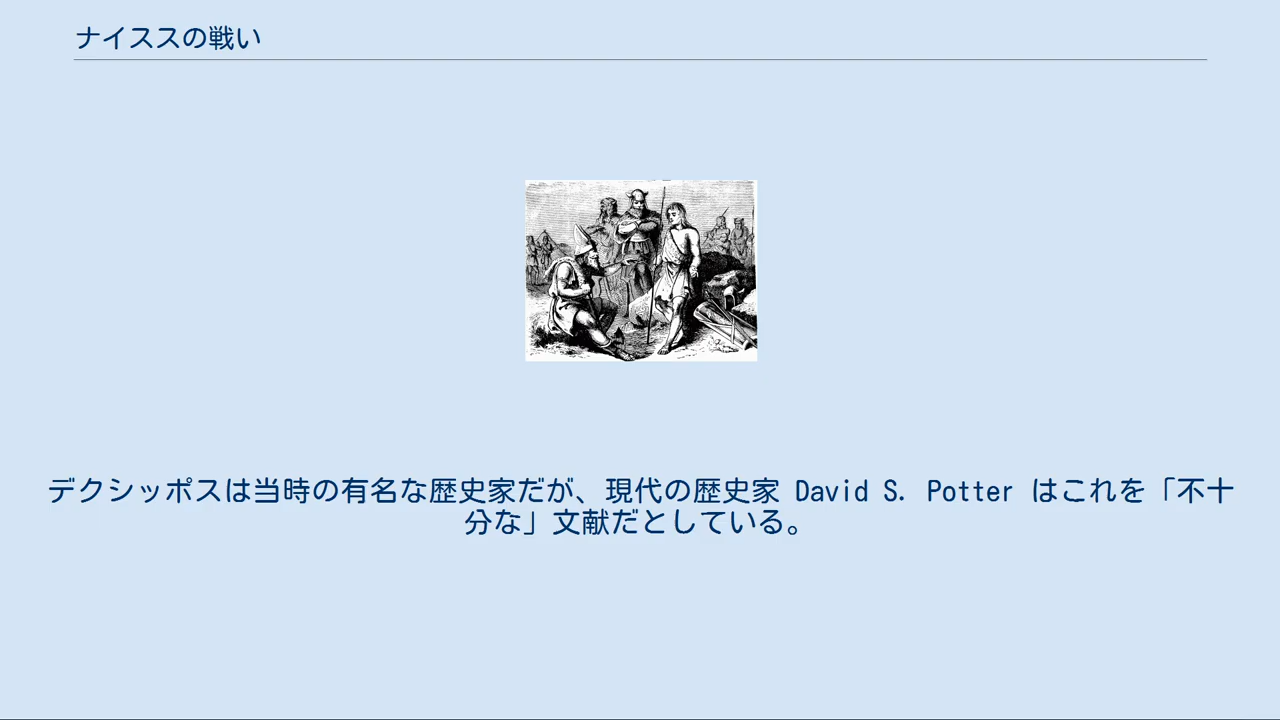 ナイススの戦い
デクシッポスは当時の有名な歴史家だが、現代の歴史家 David S. Potter はこれを「不十
分な」文献だとしている。